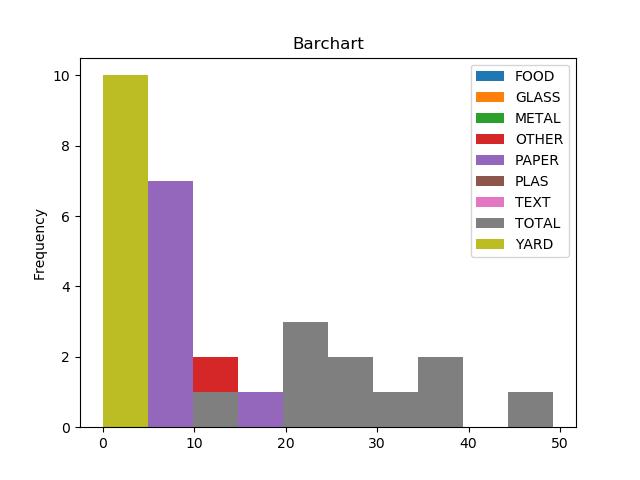 Barchart
Frequency
10
8
6
4
2
0
0 10 20 30 40 50
FOOD
GLASS
METAL
OTHER
PAPER
PLAS
TEXT
TOTAL
YARD